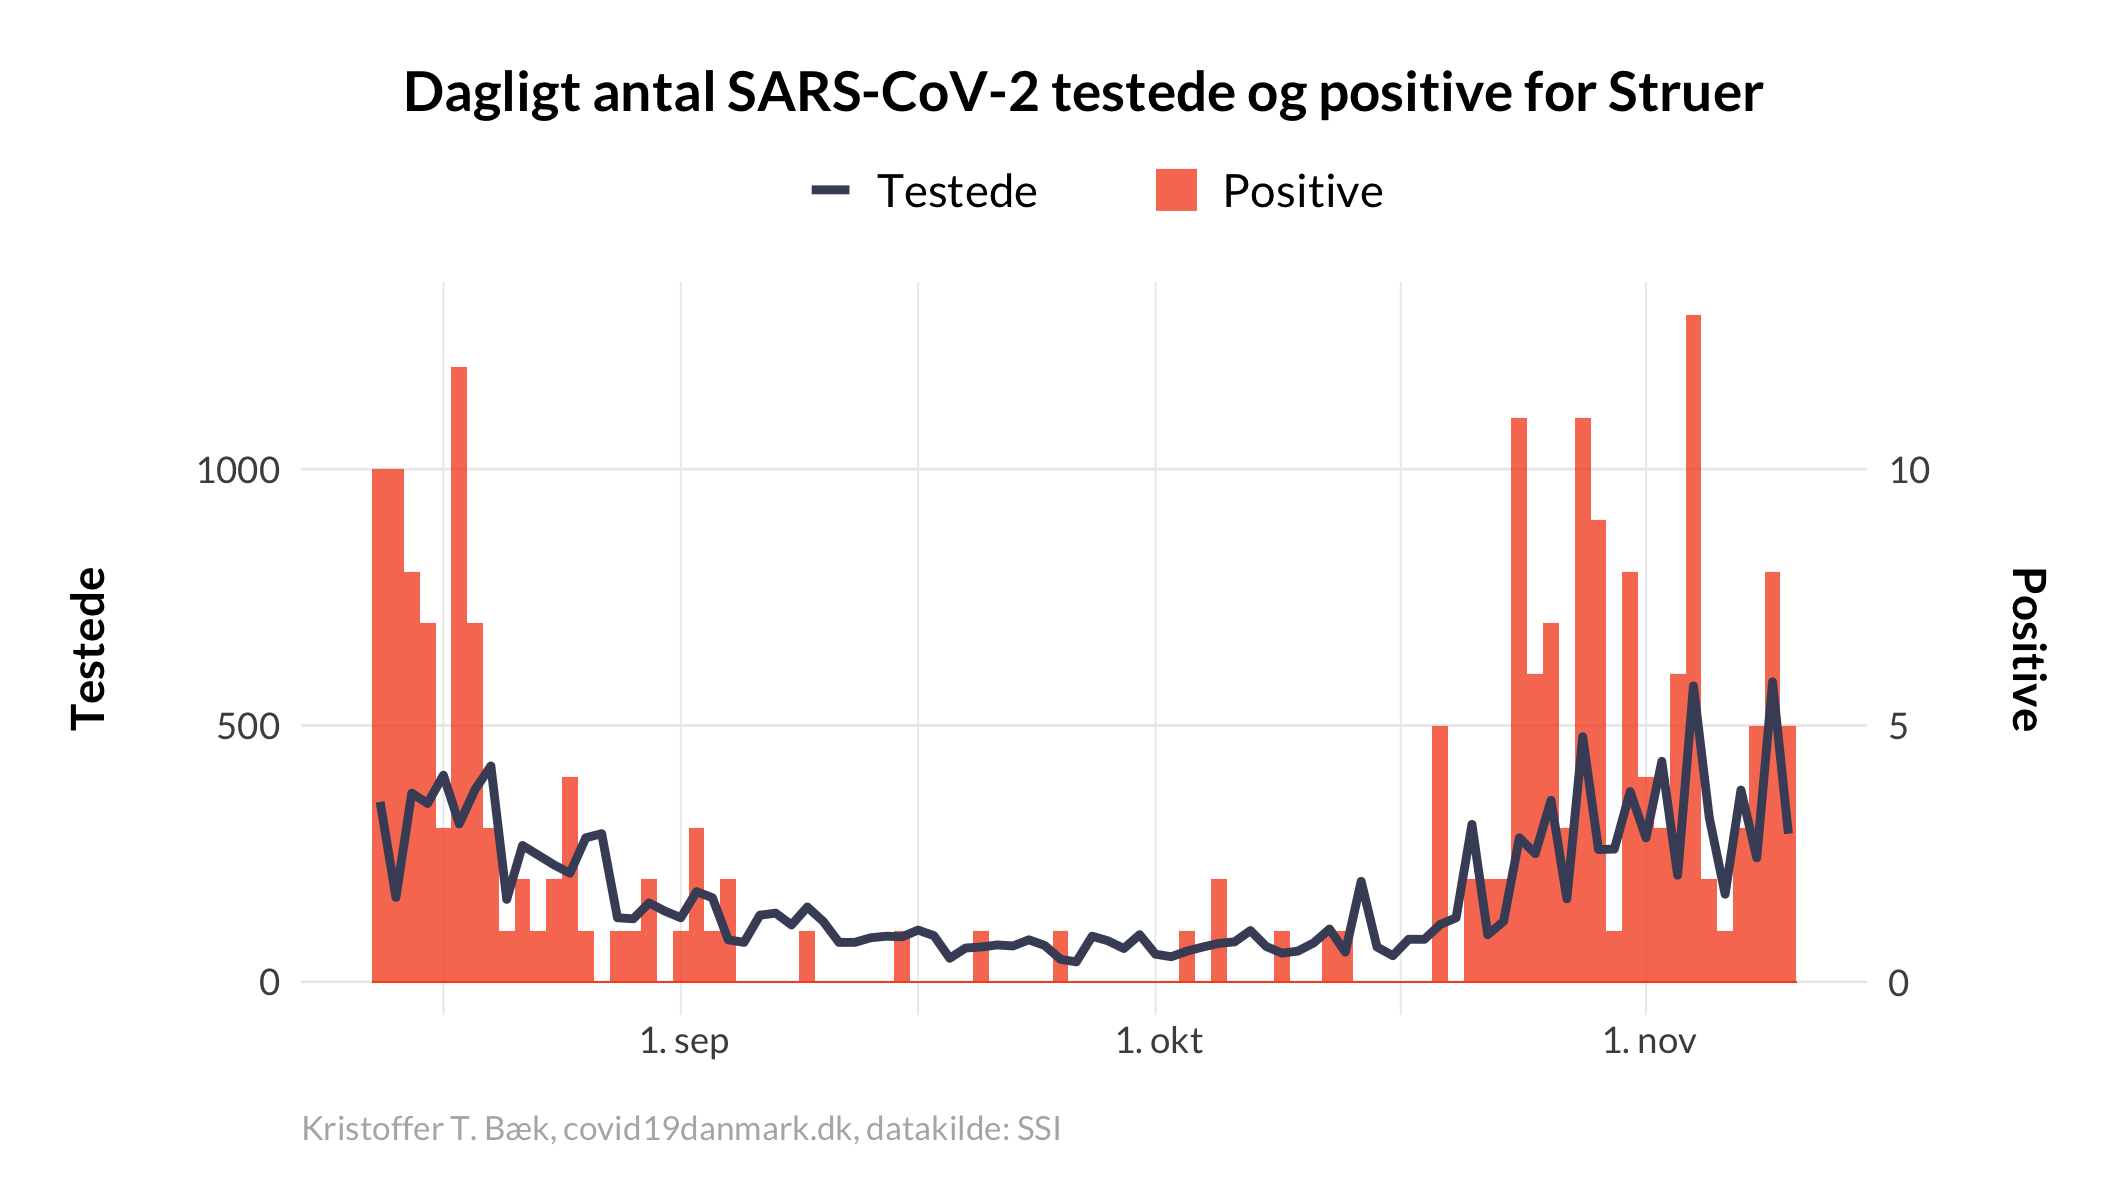 Dagligt antal SARS-CoV-2 testede og positive for Struer
Testede Positive
Testede
1000
500
0
10
5
0
Positive
1. sep 1. okt 1. nov
Kristoffer T. Bæk, covid19danmark.dk, datakilde: SSI